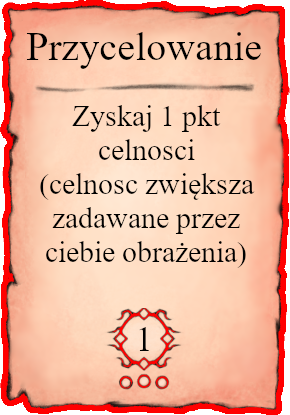 Przycelowanie
Zyskaj 1 pkt
celnosci
(celnosc zwiększa
zadawane przez
ciebie obrażenia)
1